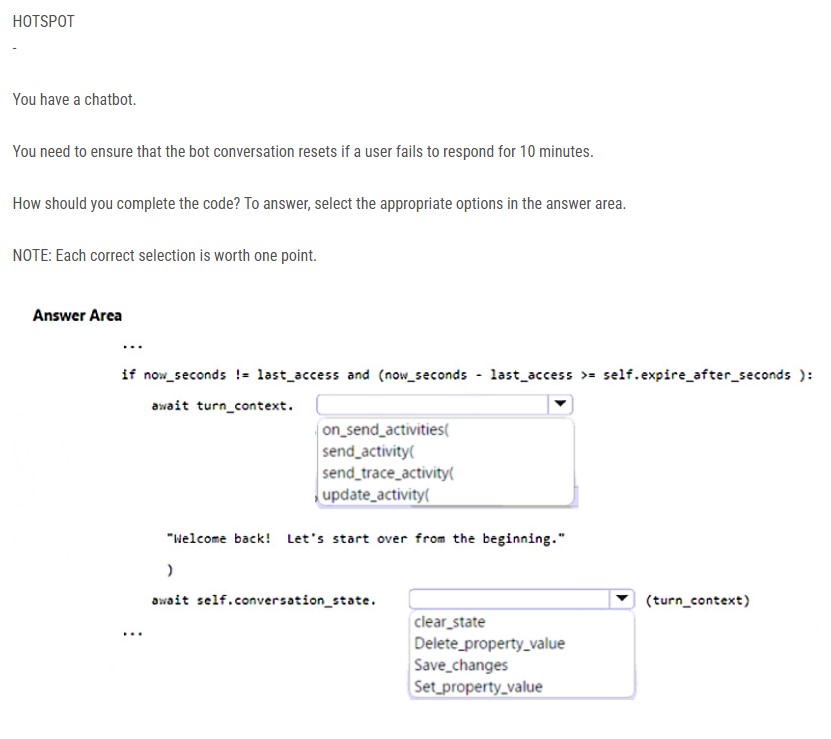 HOTSPOT
-
You have a chatbot.
You need to ensure that the bot conversation resets if a user fails to respond for 10 minutes.
How should you complete the code? To answer, select the appropriate options in the answer area.
NOTE: Each correct selection is worth one point.
Answer Area
...
if now_seconds != last_access and (now_seconds - last_access >= self.expire_after_seconds ):
await turn_context.
on_send_activities(
send_activity(
send_trace_activity(
update_activity(
"Welcome back! Let's start over from the beginning."
)
await self.conversation_state. (turn_context)
clear_state
Delete_property_value
Save_changes
Set_property_value
...